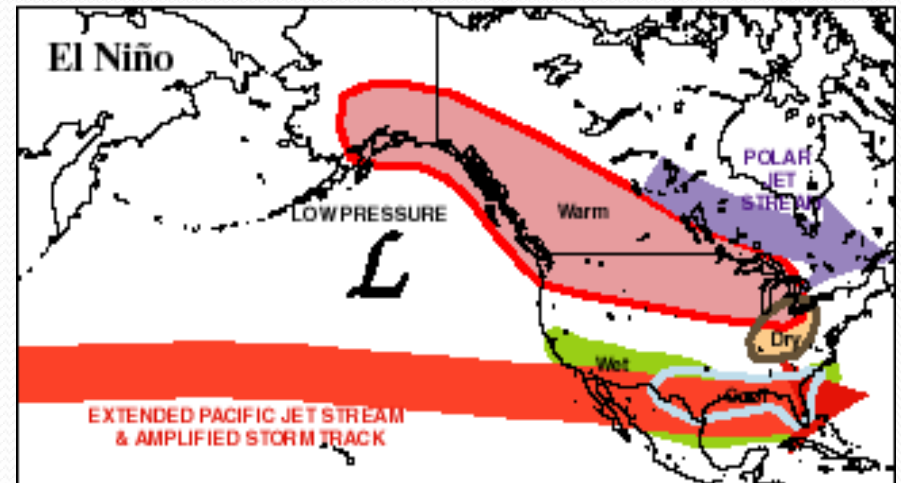 El Niño
POLAR
JET
STREAM
LOW PRESSURE
Warm
L
Dry
Wet
Cool
EXTENDED PACIFIC JET STREAM
& AMPLIFIED STORM TRACK